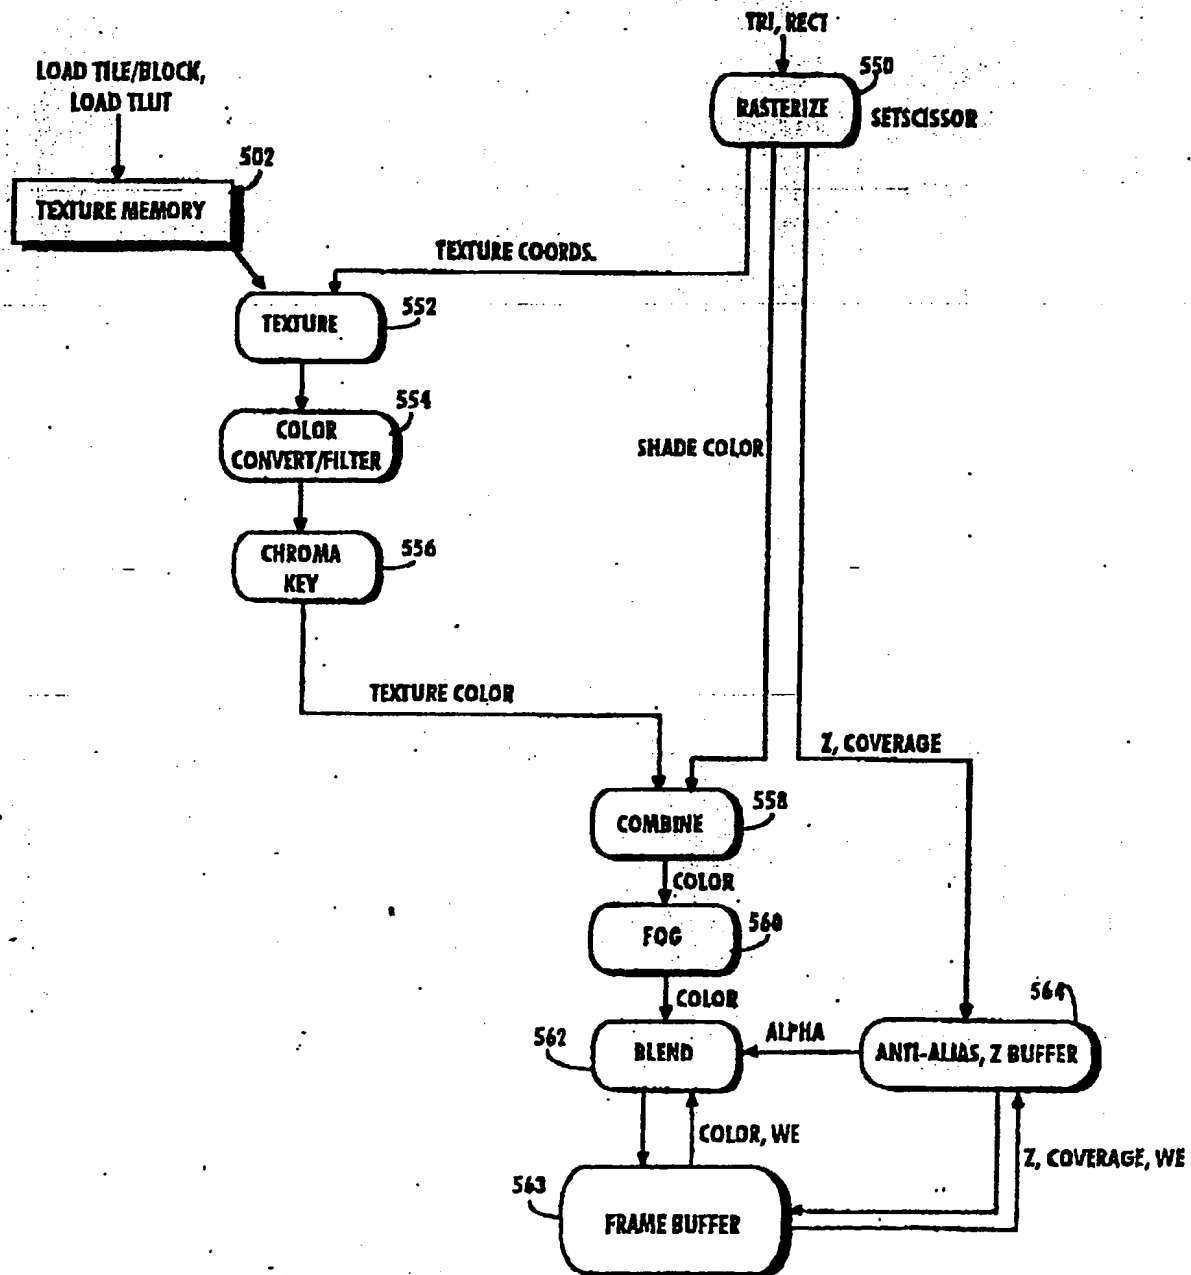 TRI, RECT
550
RASTERIZE
SETSCISSOR
LOAD TILE/BLOCK,
LOAD TLUT
502
TEXTURE MEMORY
TEXTURE COORDS.
TEXTURE
552
554
COLOR
CONVERT/FILTER
SHADE COLOR
CHROMA
KEY
556
TEXTURE COLOR
Z, COVERAGE
COMBINE
558
COLOR
FOG
560
COLOR
564
562
BLEND
ALPHA
ANTI-ALIAS, Z BUFFER
COLOR, WE
Z, COVERAGE, WE
563
FRAME BUFFER